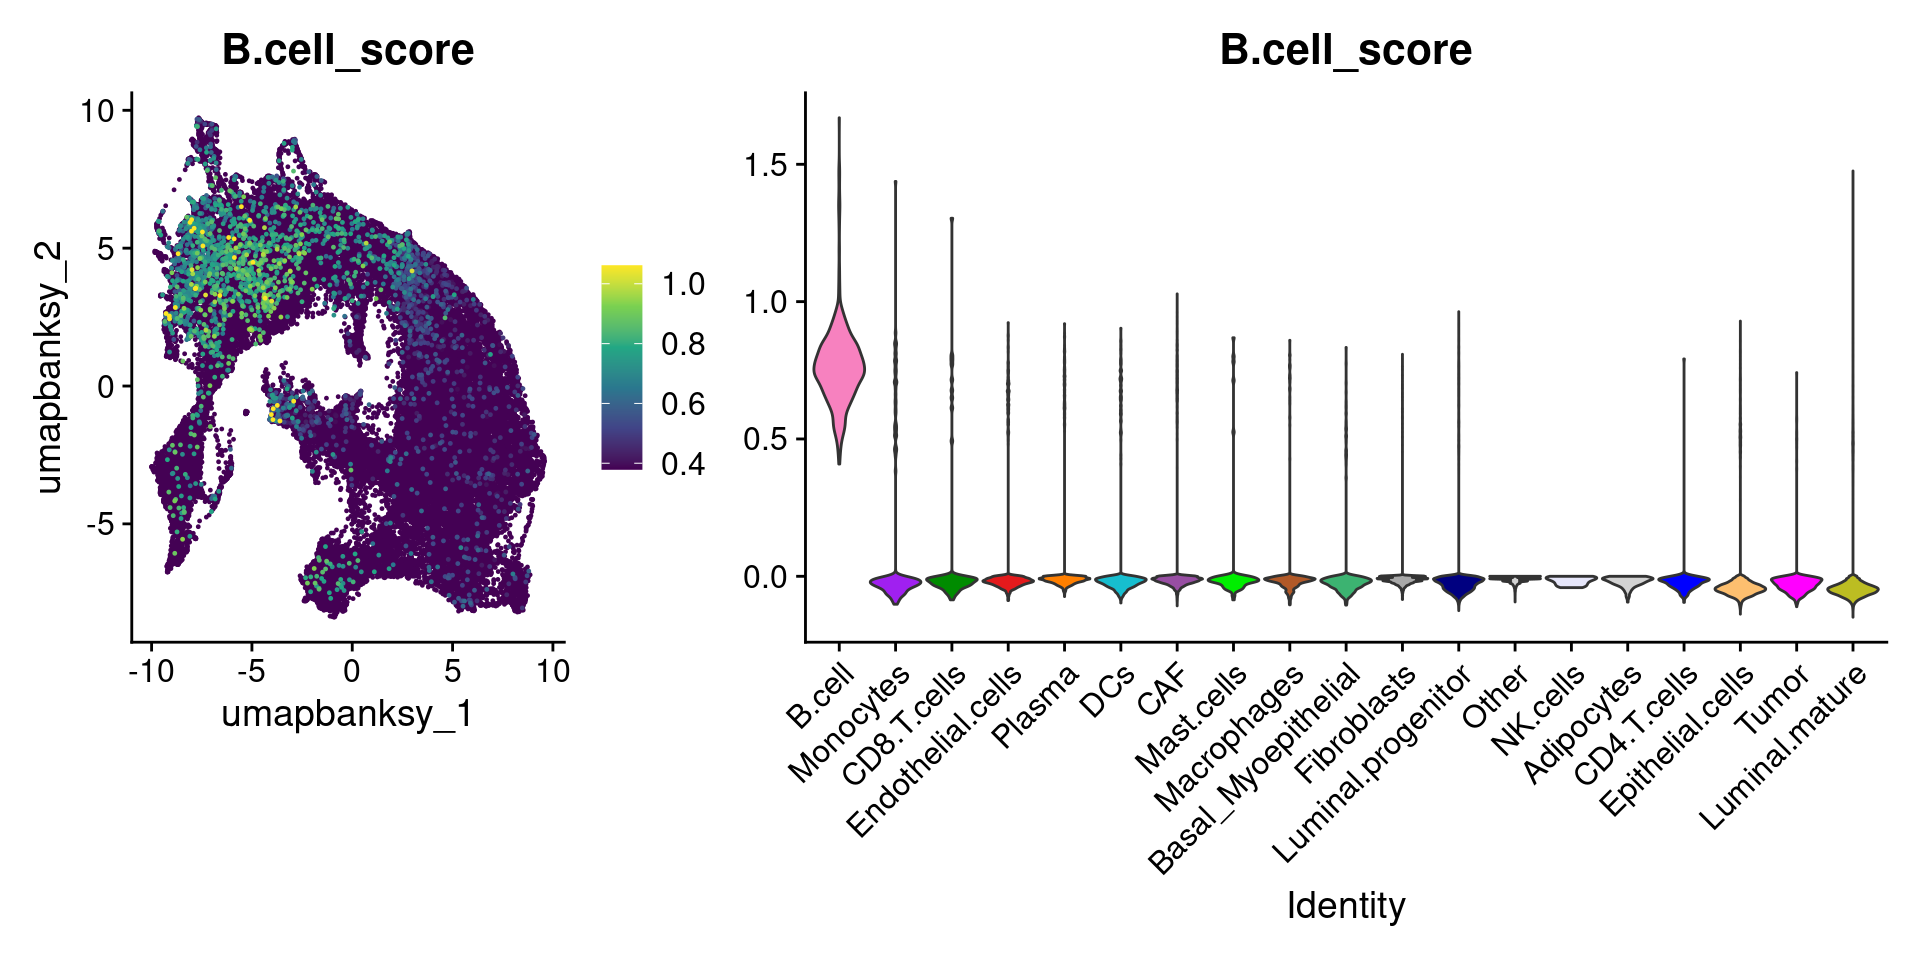 B.cell_score
10
5
0
-5
umapbanksy_2
-10 -5 0 5 10
umapbanksy_1
1.0
0.8
0.6
0.4
B.cell_score
1.5
1.0
0.5
0.0
B.cell
Monocytes
CD8.T.cells
Endothelial.cells
Plasma
DCs
CAF
Mast.cells
Macrophages
Basal_Myoepithelial
Fibroblasts
Luminal.progenitor
Other
NK.cells
Adipocytes
CD4.T.cells
Epithelial.cells
Tumor
Luminal.mature
Identity